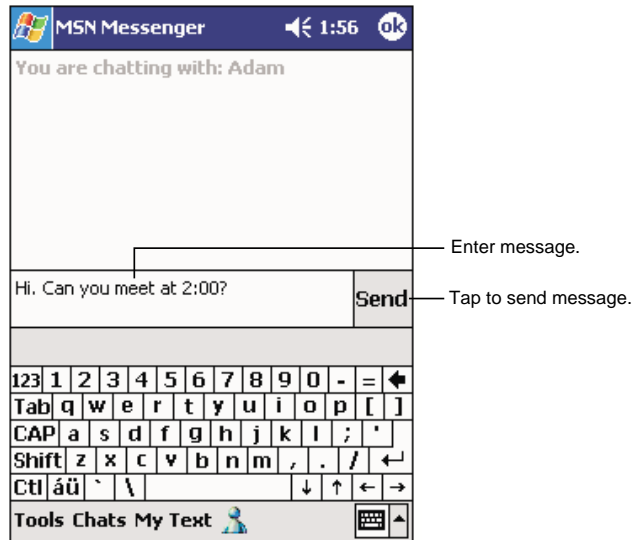 MSN Messenger 1:56 ok
You are chatting with: Adam
Enter message.
Hi. Can you meet at 2:00?
Send
Tap to send message.
123 1 2 3 4 5 6 7 8 9 0 - = 
Tab q w e r t y u i o p [ ]
CAP a s d f g h j k l ; '
Shift z x c v b n m , . /
Ctl áü ` \ ↓ ↑ ← →
Tools Chats My Text